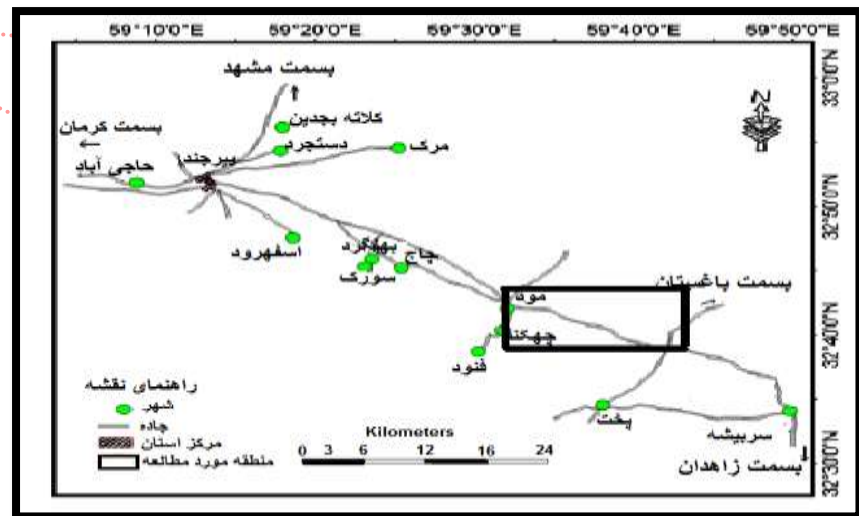 59°10'0"E 59°20'0"E 59°30'0"E 59°40'0"E 59°50'0"E
33°0'0"N
32°50'0"N
32°40'0"N
32°30'0"N
N
بسمت مشهد
کلاته بجدین
بسمت کرمان
دستجرد
مرک
بیرجند
حاجی آباد
اسفهرود
بهدگرد
چاج
سورگ
بسمت باغستان
مود
چهکند
فنود
بخت
سربیشه
بسمت زاهدان
راهنمای نقشه
شهر
جاده
مرکز استان
منطقه مورد مطالعه
Kilometers
0 3 6 12 16 24